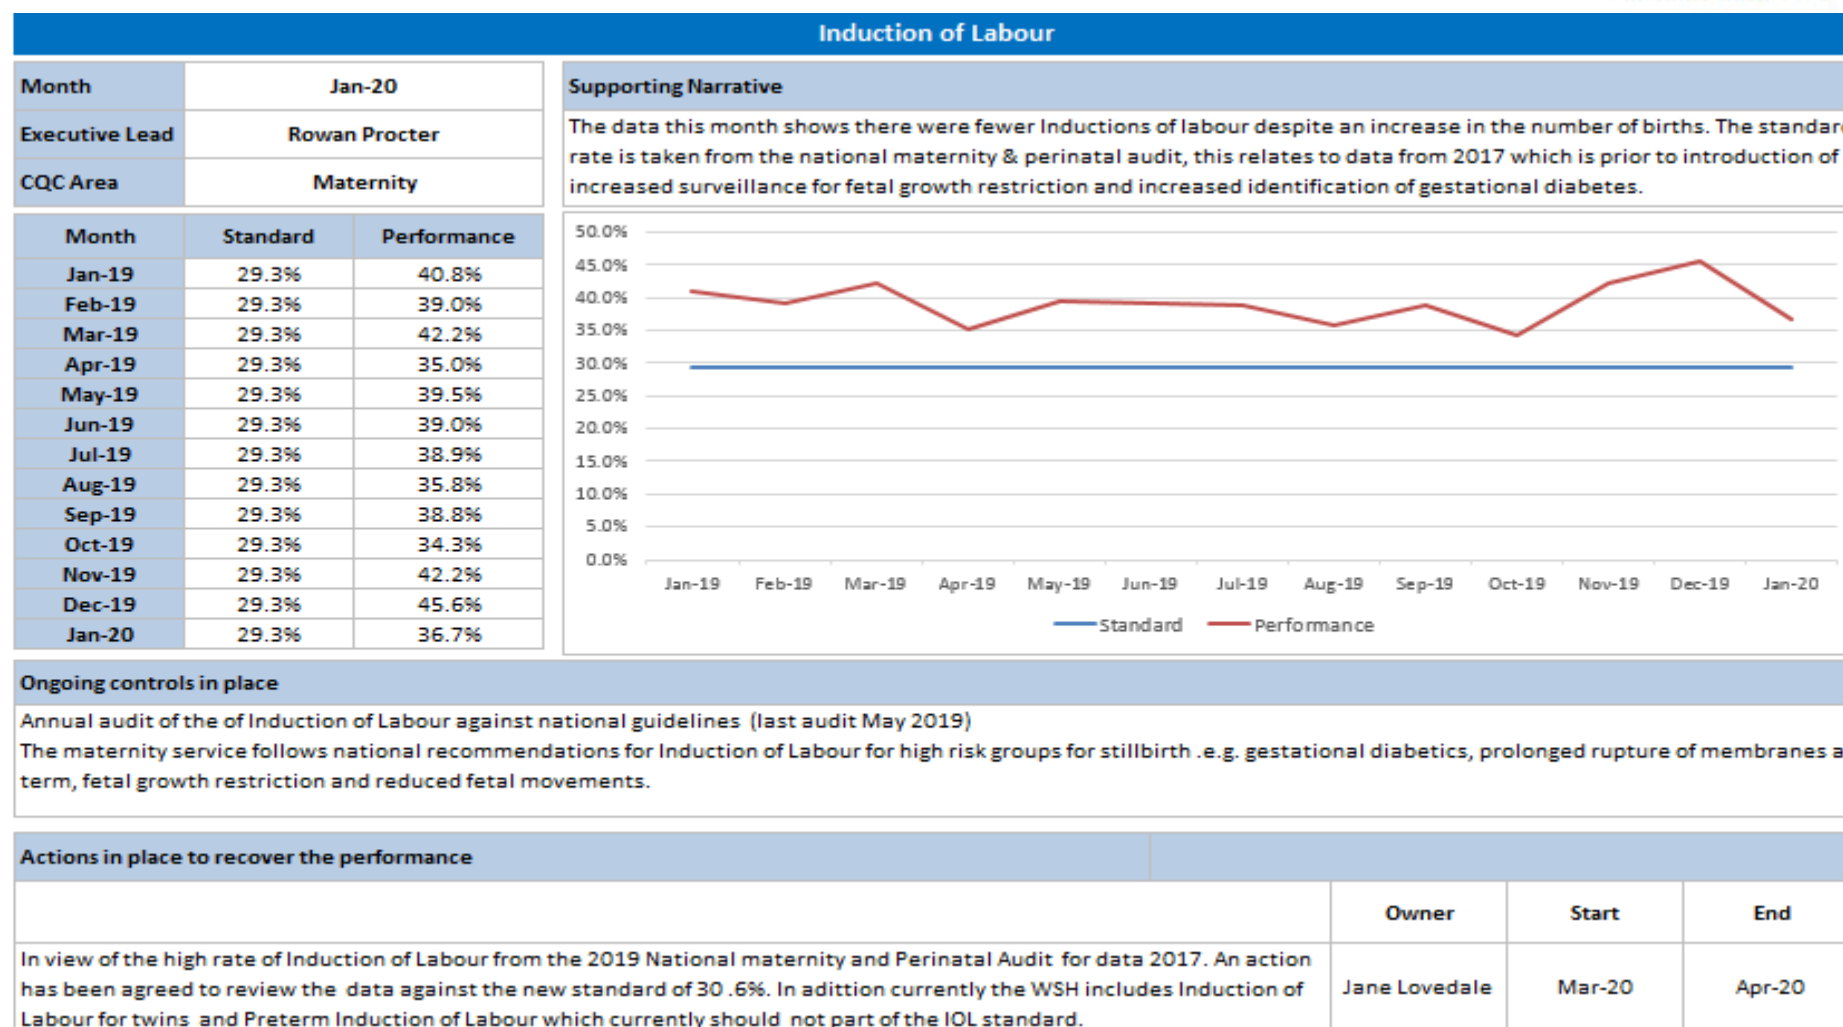 Induction of Labour
Month Jan-20
Executive Lead Rowan Procter
CQC Area Maternity
Supporting Narrative
The data this month shows there were fewer Inductions of labour despite an increase in the number of births. The standar
rate is taken from the national maternity & perinatal audit, this relates to data from 2017 which is prior to introduction of
increased surveillance for fetal growth restriction and increased identification of gestational diabetes.
Month Standard Performance
Jan-19 29.3% 40.8%
Feb-19 29.3% 39.0%
Mar-19 29.3% 42.2%
Apr-19 29.3% 35.0%
May-19 29.3% 39.5%
Jun-19 29.3% 39.0%
Jul-19 29.3% 38.9%
Aug-19 29.3% 35.8%
Sep-19 29.3% 38.8%
Oct-19 29.3% 34.3%
Nov-19 29.3% 42.2%
Dec-19 29.3% 45.6%
Jan-20 29.3% 36.7%
50.0%
45.0%
40.0%
35.0%
30.0%
25.0%
20.0%
15.0%
10.0%
5.0%
0.0%
Jan-19 Feb-19 Mar-19 Apr-19 May-19 Jun-19 Jul-19 Aug-19 Sep-19 Oct-19 Nov-19 Dec-19 Jan-20
Standard Performance
Ongoing controls in place
Annual audit of the of Induction of Labour against national guidelines (last audit May 2019)
The maternity service follows national recommendations for Induction of Labour for high risk groups for stillbirth .e.g. gestational diabetics, prolonged rupture of membranes a
term, fetal growth restriction and reduced fetal movements.
Actions in place to recover the performance
Owner Start End
In view of the high rate of Induction of Labour from the 2019 National maternity and Perinatal Audit for data 2017. An action
has been agreed to review the data against the new standard of 30 .6%. In adittion currently the WSH includes Induction of
Labour for twins and Preterm Induction of Labour which currently should not part of the IOL standard.
Jane Lovedale Mar-20 Apr-20